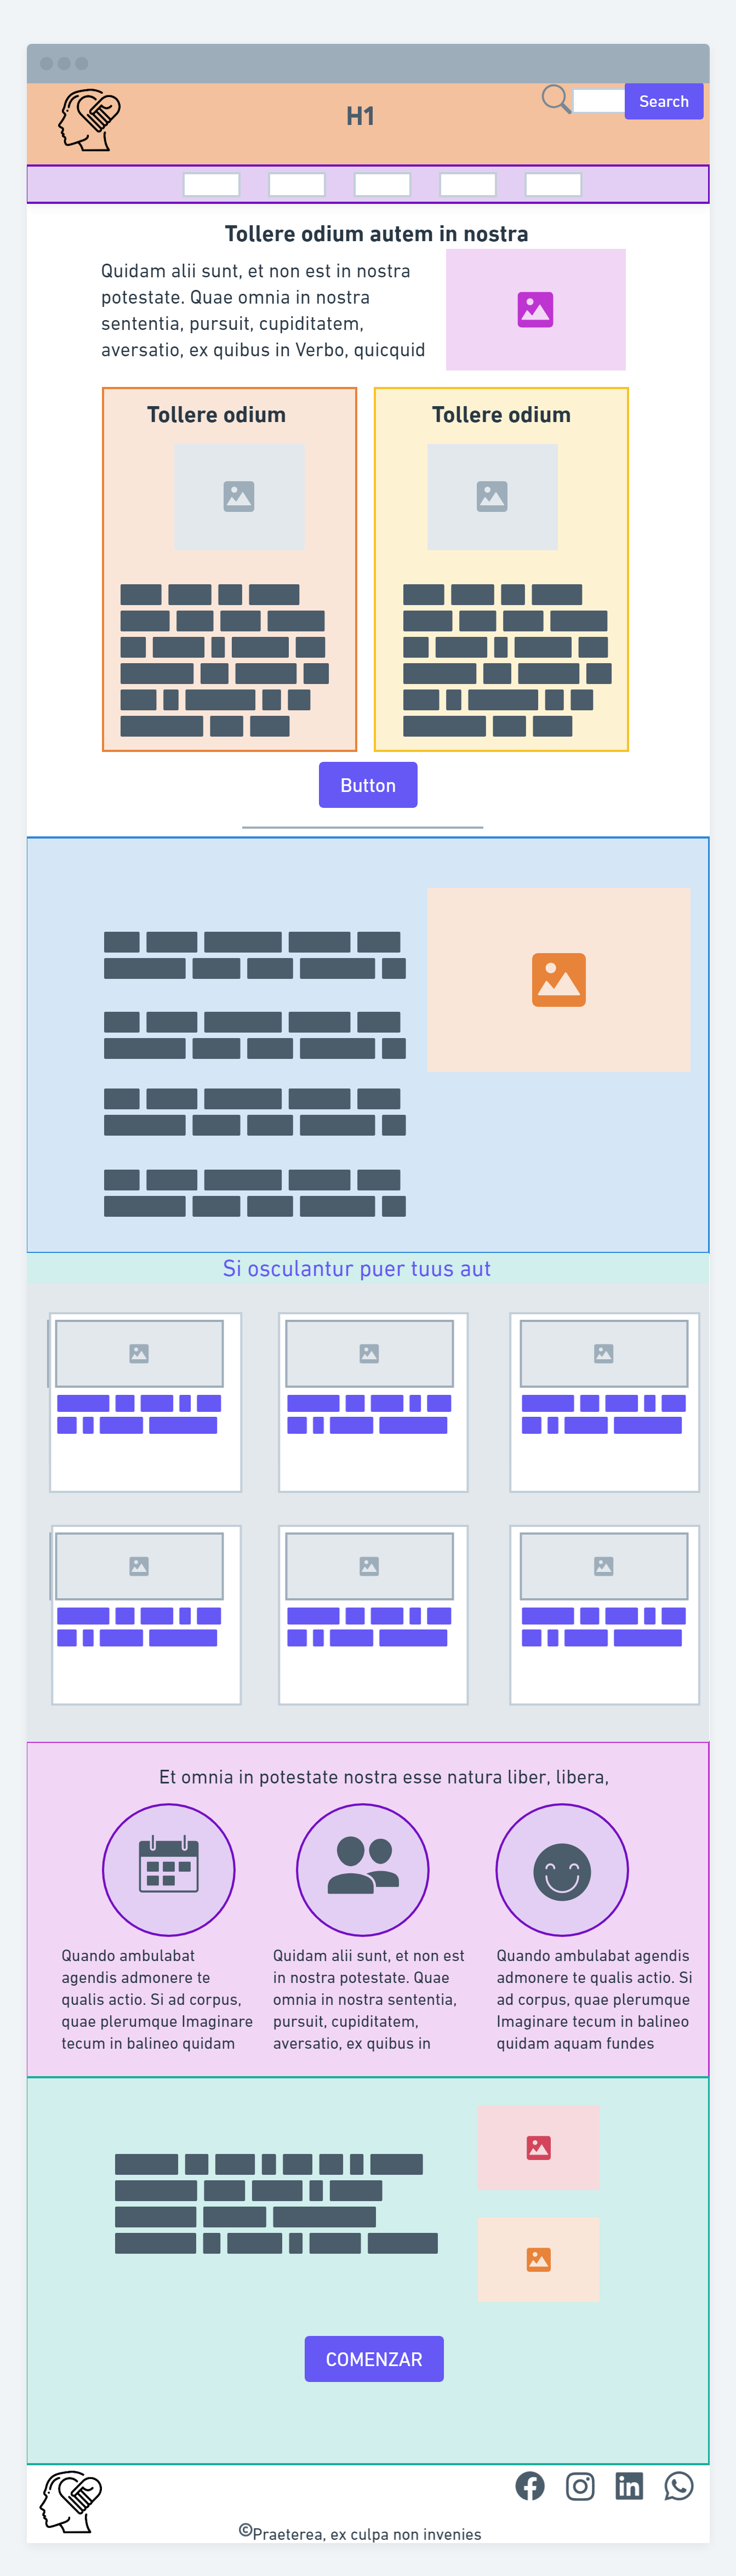 H1
Search
Tollere odium autem in nostra
Quidam alii sunt, et non est in nostra
potestate. Quae omnia in nostra
sententia, pursuit, cupiditatem,
aversatio, ex quibus in Verbo, quicquid
Tollere odium
Tollere odium
Button
Si osculantur puer tuus aut
Et omnia in potestate nostra esse natura liber, libera,
Quando ambulabat
agendis admonere te
qualis actio. Si ad corpus,
quae plerumque Imaginare
tecum in balineo quidam
Quidam alii sunt, et non est
in nostra potestate. Quae
omnia in nostra sententia,
pursuit, cupiditatem,
aversatio, ex quibus in
Quando ambulabat agendis
admonere te qualis actio. Si
ad corpus, quae plerumque
Imaginare tecum in balineo
quidam aquam fundes
COMENZAR
©Praeterea, ex culpa non invenies